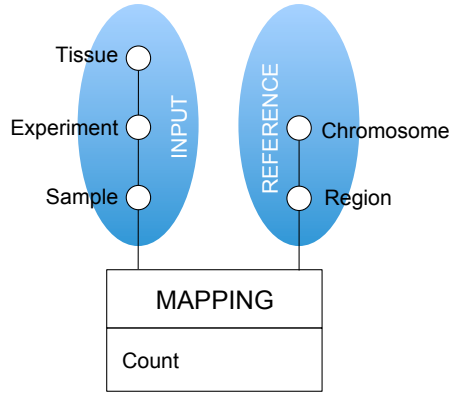 Tissue
Experiment
Sample
INPUT
REFERENCE
Chromosome
Region
MAPPING
Count